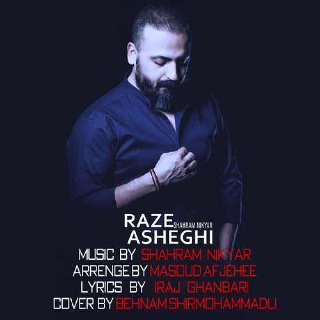 RAZE
SHAHRAM NIKYAR
ASHEGHI
MUSIC BY SHAHRAM NIKYAR
ARRENGE BY MASOUD AFJEHEE
LYRICS BY IRAJ GHANBARI
COVER BY BEHNAM SHIRMOHAMMADLI